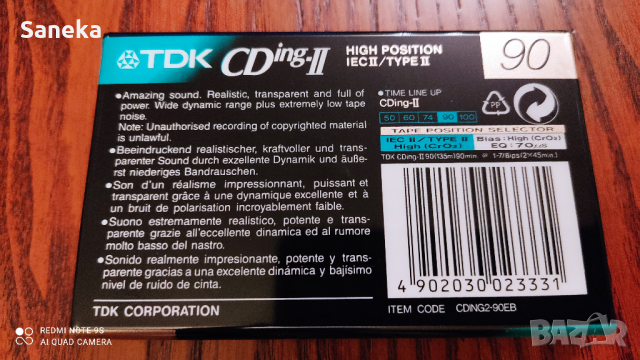 Saneka
TDK CDing-II
HIGH POSITION
IECII/TYPE II
90
●Amazing sound. Realistic, transparent and full of
power. Wide dynamic range plus extremely low tape
noise.
Note: Unauthorised recording of copyrighted material
is unlawful.
●Beeindruckend realistischer, kraftvoller und trans-
parenter Sound durch exzellente Dynamik und äuße-
rst niederiges Bandrauschen.
●Son d'un réalisme impressionnant, puissant et
transparent grâce à une dynamique excellente et à
un bruit de polarisation incroyablement faible.
●Suono estremamente realistico, potente e trans-
parente grazie all'eccellente dinamica ed al rumore
molto basso del nastro.
●Sonido realmente impresionante, potente y trans-
parente gracias a una excelente dinámica y bajísimo
nivel de ruido de cinta.
TDK CORPORATION
●TIME LINE UP
CDing-II
50 60 74 90 100
PP
TAPE POSITION SELECTOR
IEC II/TYPE II
High (CrO₂)
Bias: High (CrO₂)
EQ: 70μs
TDK CDing-II 90(135m)90min. @ 1-7/8ips(2×45min.)
4 902030 023331
ITEM CODE CDING2-90EB
REDMI NOTE 9S
AI QUAD CAMERA
BAZAR